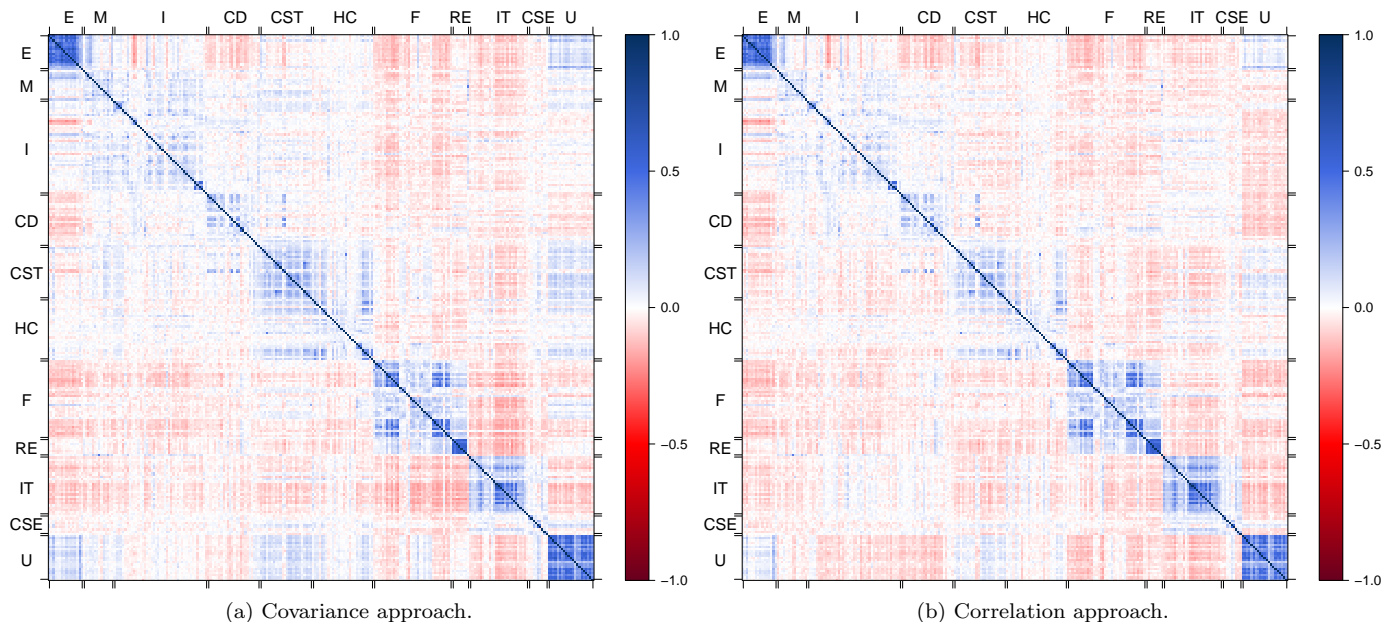 E M I CD CST HC F RE IT CSE U
E
M
I
CD
CST
HC
F
RE
IT
CSE
U
1.0
0.5
0.0
−0.5
−1.0
(a) Covariance approach.
E M I CD CST HC F RE IT CSE U
E
M
I
CD
CST
HC
F
RE
IT
CSE
U
1.0
0.5
0.0
−0.5
−1.0
(b) Correlation approach.